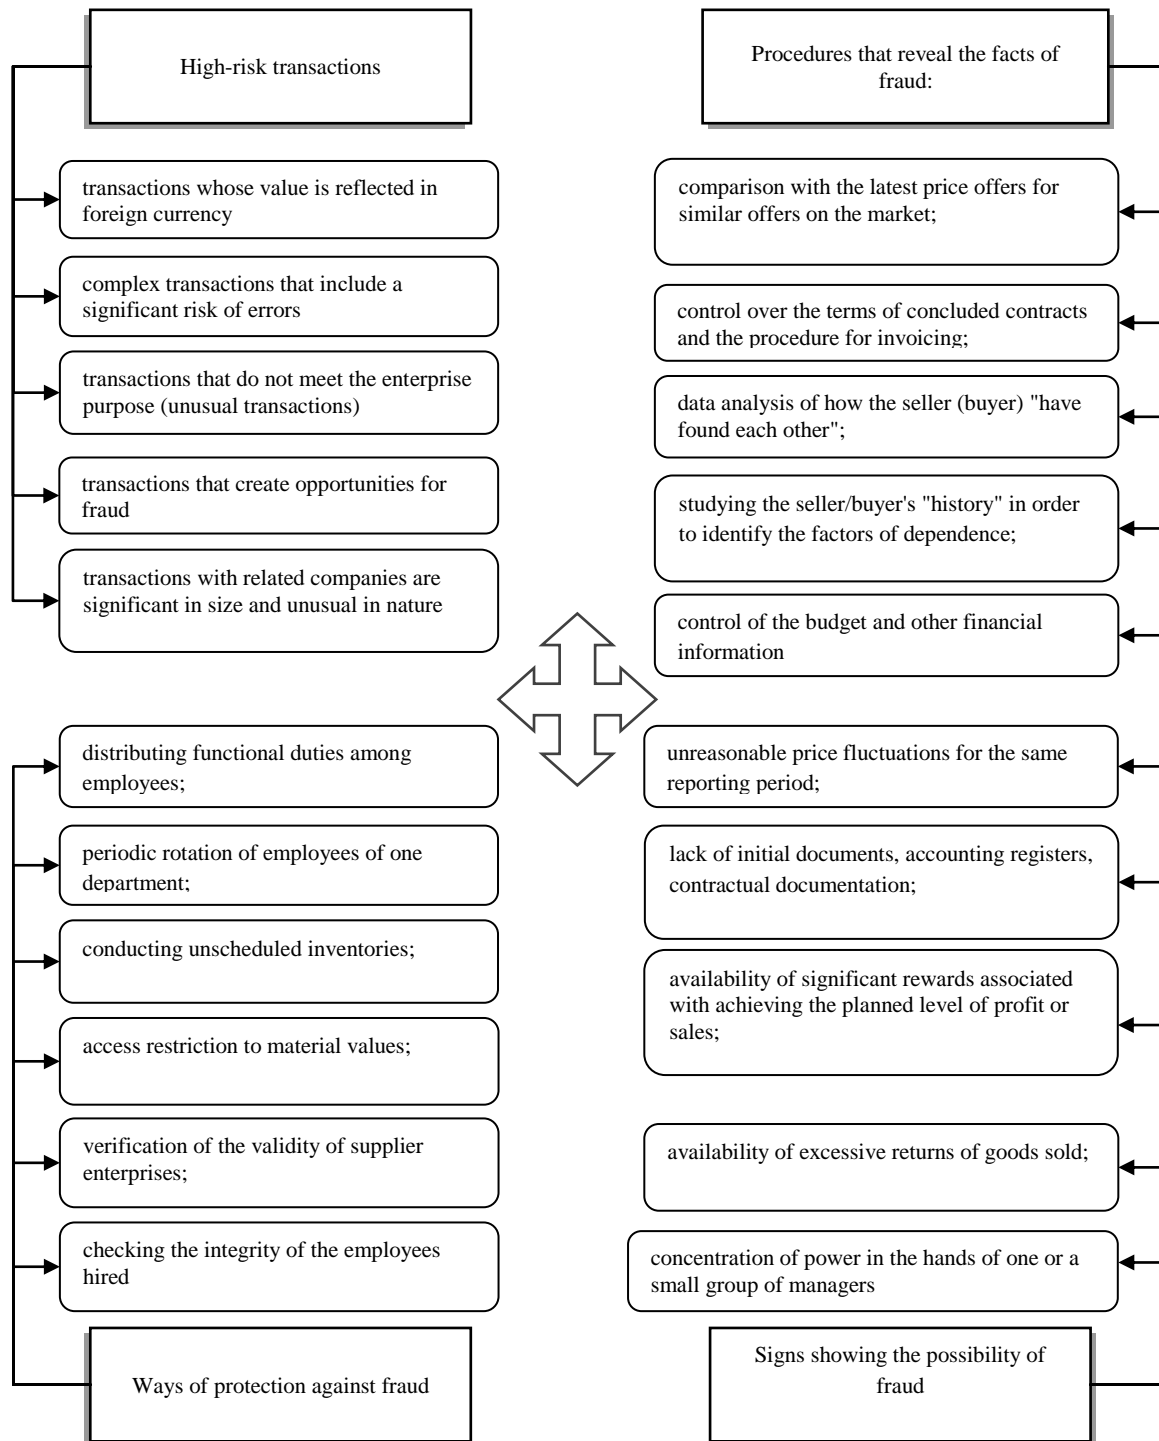 High-risk transactions
transactions whose value is reflected in
foreign currency
complex transactions that include a
significant risk of errors
transactions that do not meet the enterprise
purpose (unusual transactions)
transactions that create opportunities for
fraud
transactions with related companies are
significant in size and unusual in nature
Procedures that reveal the facts of
fraud:
comparison with the latest price offers for
similar offers on the market;
control over the terms of concluded contracts
and the procedure for invoicing;
data analysis of how the seller (buyer) "have
found each other";
studying the seller/buyer's "history" in order
to identify the factors of dependence;
control of the budget and other financial
information
distributing functional duties among
employees;
periodic rotation of employees of one
department;
conducting unscheduled inventories;
access restriction to material values;
verification of the validity of supplier
enterprises;
checking the integrity of the employees
hired
Ways of protection against fraud
unreasonable price fluctuations for the same
reporting period;
lack of initial documents, accounting registers,
contractual documentation;
availability of significant rewards associated
with achieving the planned level of profit or
sales;
availability of excessive returns of goods sold;
concentration of power in the hands of one or a
small group of managers
Signs showing the possibility of
fraud